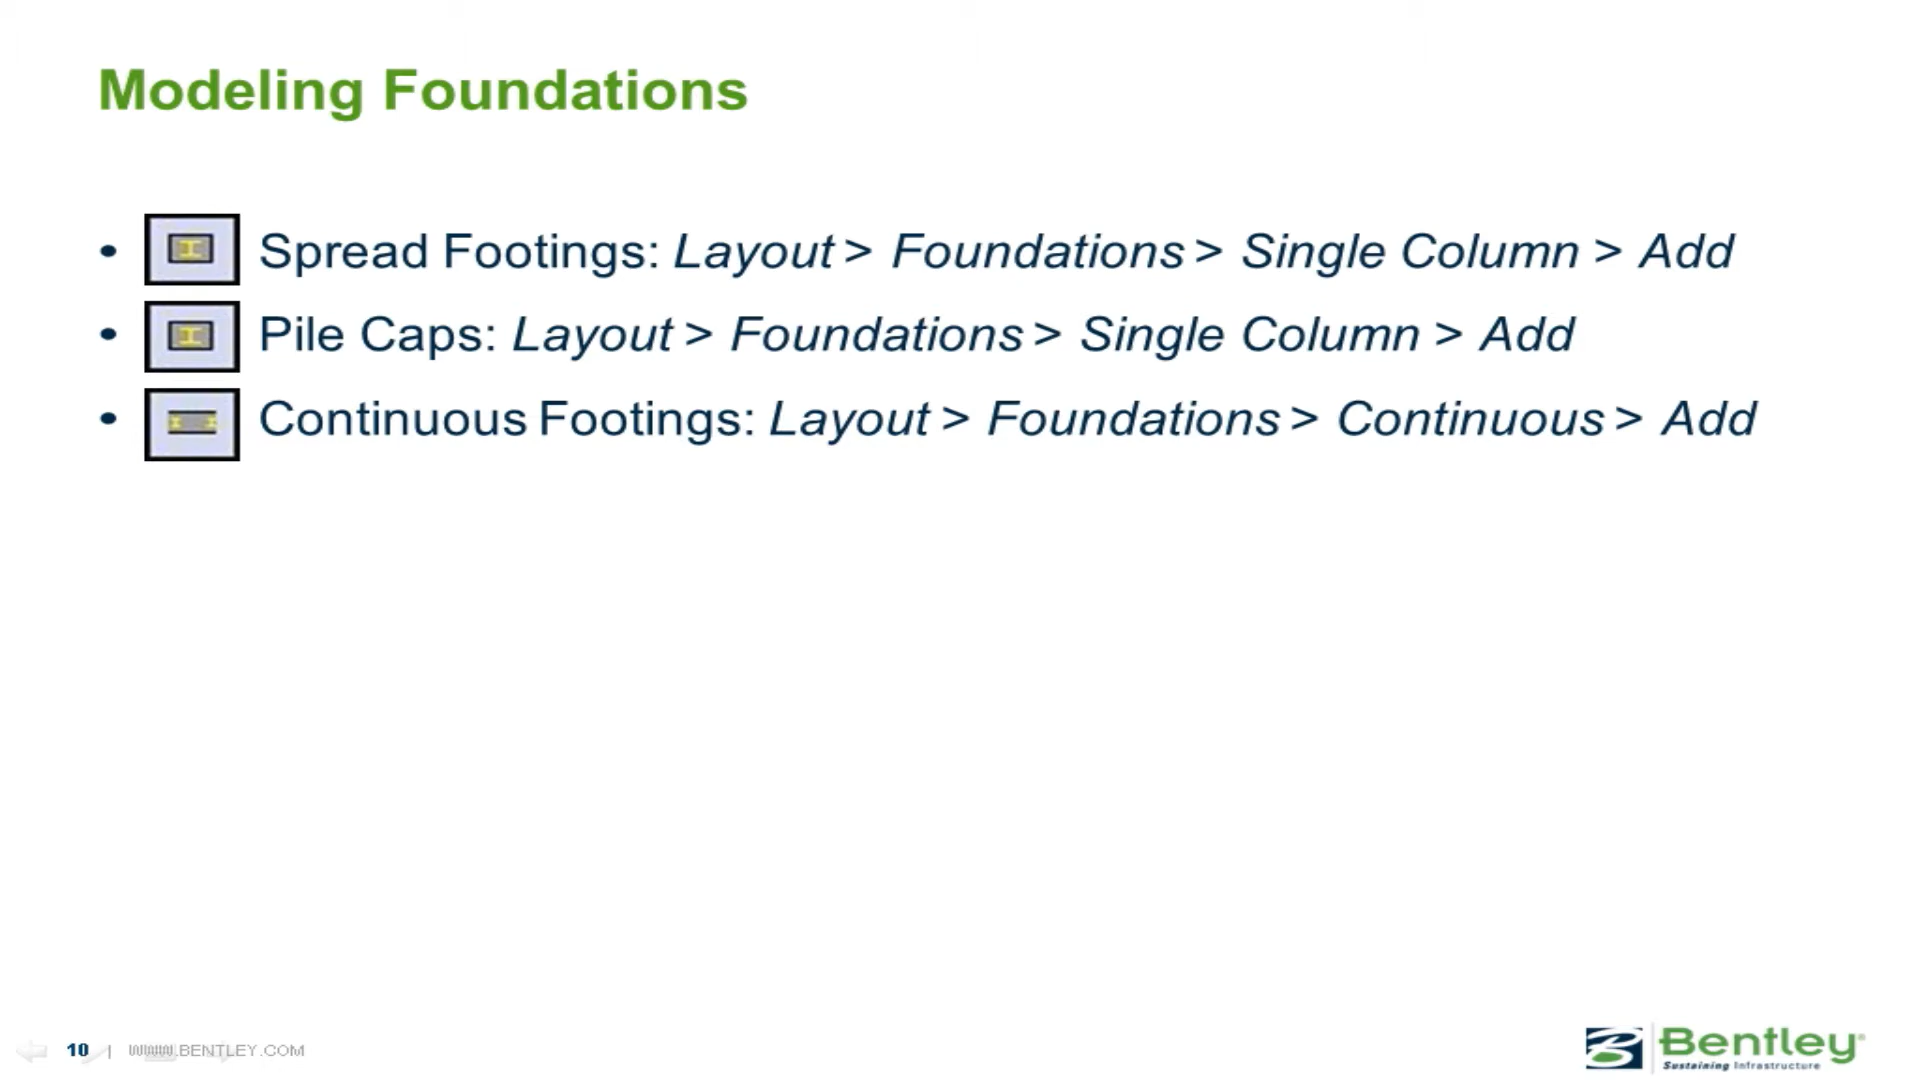 Modeling Foundations
• Spread Footings: Layout > Foundations > Single Column > Add
• Pile Caps: Layout > Foundations > Single Column > Add
• Continuous Footings: Layout > Foundations > Continuous > Add
10 | WWW.BENTLEY.COM
Bentley®
Sustaining Infrastructure